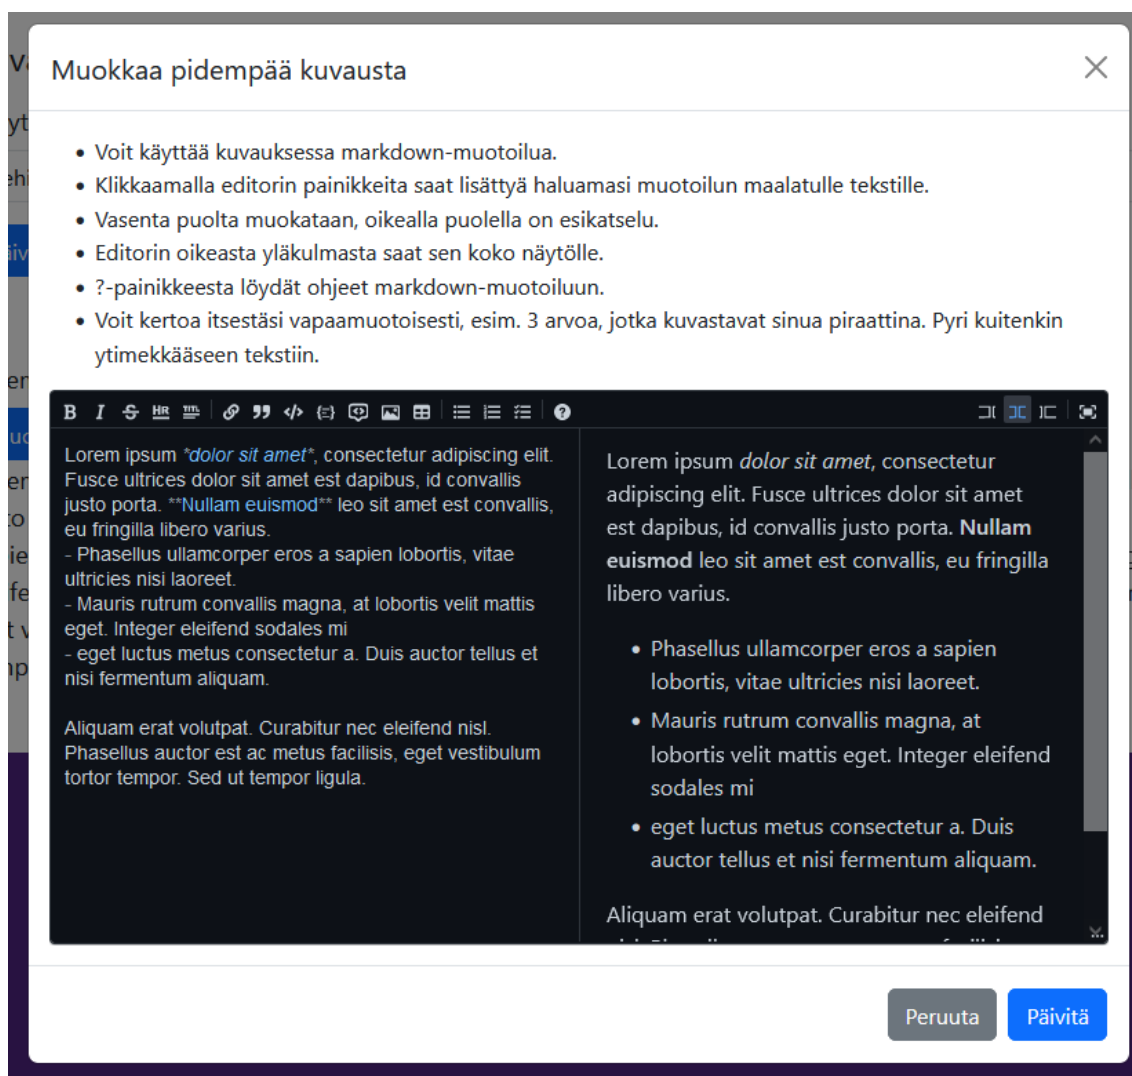 Muokkaa pidempää kuvausta
• Voit käyttää kuvauksessa markdown-muotoilua.
• Klikkaamalla editorin painikkeita saat lisättyä haluamasi muotoilun maalatulle tekstille.
• Vasenta puolta muokataan, oikealla puolella on esikatselu.
• Editorin oikeasta yläkulmasta saat sen koko näytölle.
• ?-painikkeesta löydät ohjeet markdown-muotoiluun.
• Voit kertoa itsestäsi vapaamuotoisesti, esim. 3 arvoa, jotka kuvastavat sinua piraattina. Pyri kuitenkin
ytimekkääseen tekstiin.
B I S HR TITL
Lorem ipsum *dolor sit amet*, consectetur adipiscing elit.
Fusce ultrices dolor sit amet est dapibus, id convallis
justo porta. **Nullam euismod** leo sit amet est convallis,
eu fringilla libero varius.
- Phasellus ullamcorper eros a sapien lobortis, vitae
ultricies nisi laoreet.
- Mauris rutrum convallis magna, at lobortis velit mattis
eget. Integer eleifend sodales mi
- eget luctus metus consectetur a. Duis auctor tellus et
nisi fermentum aliquam.
Aliquam erat volutpat. Curabitur nec eleifend nisl.
Phasellus auctor est ac metus facilisis, eget vestibulum
tortor tempor. Sed ut tempor ligula.
Lorem ipsum dolor sit amet, consectetur
adipiscing elit. Fusce ultrices dolor sit amet
est dapibus, id convallis justo porta. Nullam
euismod leo sit amet est convallis, eu fringilla
libero varius.
• Phasellus ullamcorper eros a sapien
lobortis, vitae ultricies nisi laoreet.
• Mauris rutrum convallis magna, at
lobortis velit mattis eget. Integer eleifend
sodales mi
• eget luctus metus consectetur a. Duis
auctor tellus et nisi fermentum aliquam.
Aliquam erat volutpat. Curabitur nec eleifend
Peruuta
Päivitä